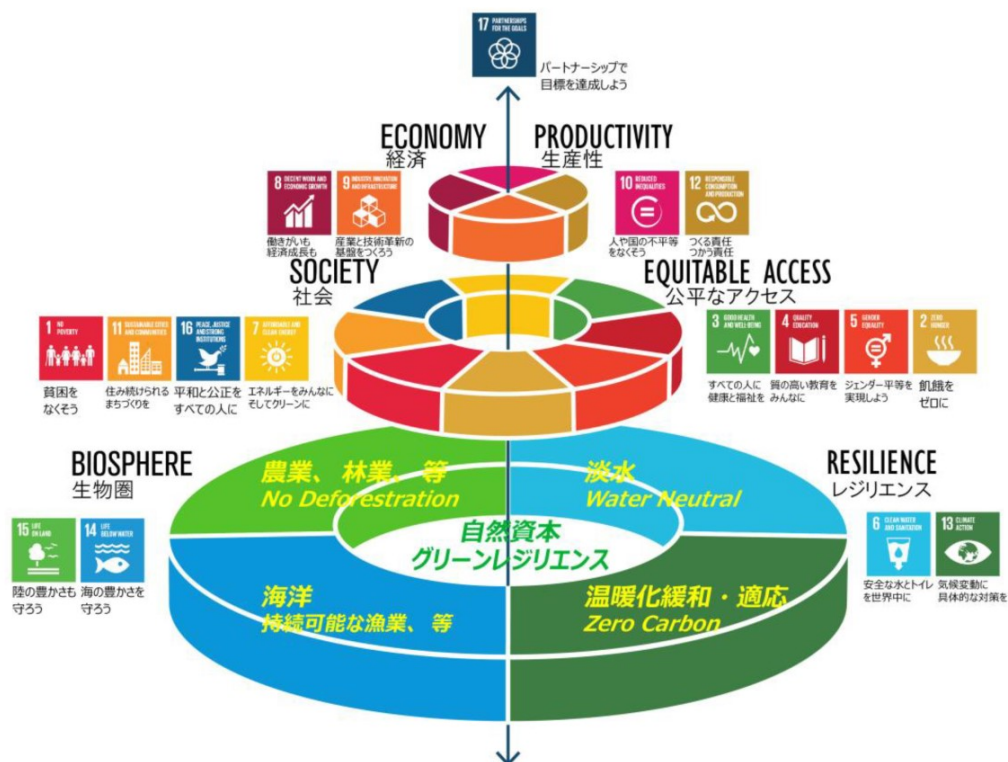 17 PARTNERSHIPS
FOR THE GOALS
パートナーシップで
目標を達成しよう
ECONOMY
経済
PRODUCTIVITY
生産性
8 DECENT WORK AND
ECONOMIC GROWTH
働きがいも
経済成長も
9 INDUSTRY, INNOVATION
AND INFRASTRUCTURE
産業と技術革新の
基盤をつくろう
10 REDUCED
INEQUALITIES
人や国の不平等
をなくそう
12 RESPONSIBLE
CONSUMPTION
AND PRODUCTION
つくる責任
つかう責任
SOCIETY
社会
EQUITABLE ACCESS
公平なアクセス
1 NO
POVERTY
貧困を
なくそう
11 SUSTAINABLE CITIES
AND COMMUNITIES
住み続けられる
まちづくりを
16 PEACE, JUSTICE
AND STRONG
INSTITUTIONS
平和と公正を
すべての人に
7 AFFORDABLE AND
CLEAN ENERGY
エネルギーをみんなに
そしてクリーンに
3 GOOD HEALTH
AND WELL-BEING
すべての人に
健康と福祉を
4 QUALITY
EDUCATION
質の高い教育を
みんなに
5 GENDER
EQUALITY
ジェンダー平等を
実現しよう
2 ZERO
HUNGER
飢餓を
ゼロに
BIOSPHERE
生物圏
RESILIENCE
レジリエンス
15 LIFE
ON LAND
陸の豊かさも
守ろう
14 LIFE
BELOW WATER
海の豊かさを
守ろう
6 CLEAN WATER
AND SANITATION
安全な水とトイレ
を世界中に
13 CLIMATE
ACTION
気候変動に
具体的な対策を
農業、林業、等
No Deforestration
淡水
Water Neutral
自然資本
グリーンレジリエンス
海洋
持続可能な漁業、等
温暖化緩和・適応
Zero Carbon